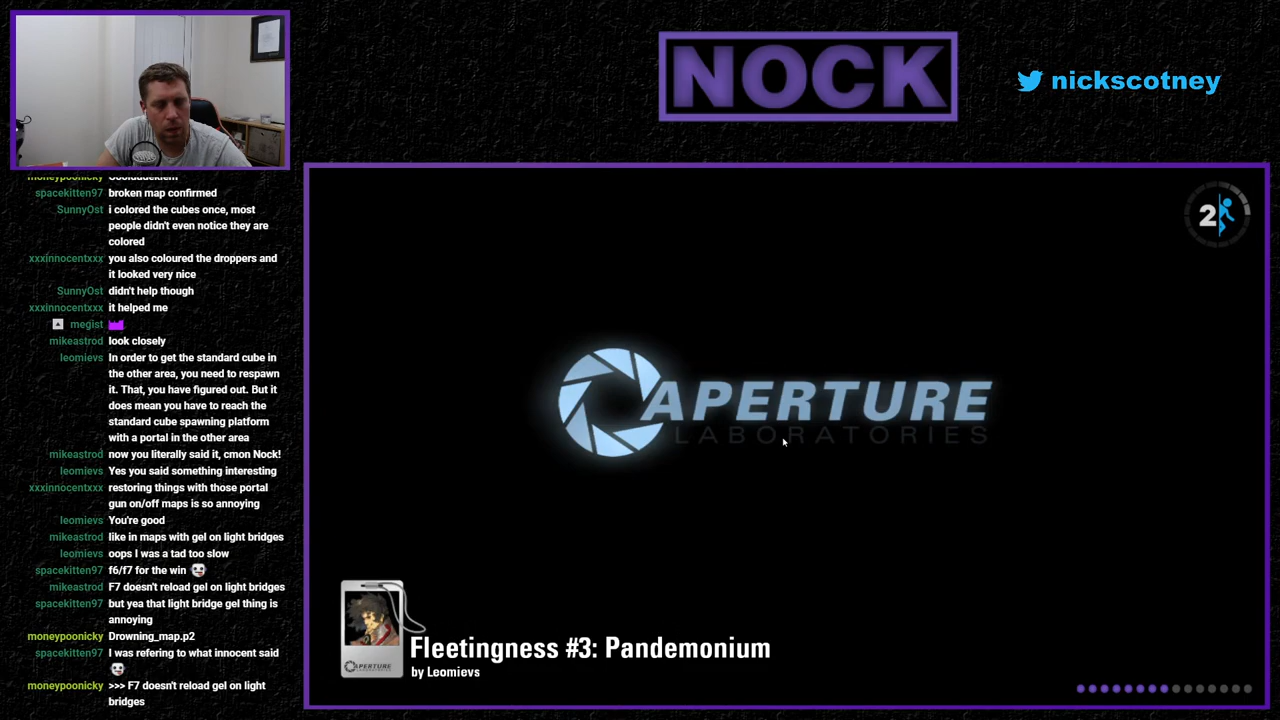 NOCK
nickscotney
spacekitten97 broken map confirmed
SunnyOst i colored the cubes once, most
people didn't even notice they are
colored
xxxinnocentxxx you also coloured the droppers and
it looked very nice
SunnyOst didn't help though
xxxinnocentxxx it helped me
megist
mikeastrod look closely
leomievs In order to get the standard cube in
the other area, you need to respawn
it. That, you have figured out. But it
does mean you have to reach the
standard cube spawning platform
with a portal in the other area
mikeastrod now you literally said it, cmon Nock!
leomievs Yes you said something interesting
xxxinnocentxxx restoring things with those portal
gun on/off maps is so annoying
leomievs You're good
mikeastrod like in maps with gel on light bridges
leomievs oops I was a tad too slow
spacekitten97 f6/f7 for the win
mikeastrod F7 doesn't reload gel on light bridges
spacekitten97 but yea that light bridge gel thing is
annoying
moneypoonicky Drowning_map.p2
spacekitten97 I was refering to what innocent said
moneypoonicky >>> F7 doesn't reload gel on light
bridges
2
APERTURE
LABORATORIES
APERTURE
Fleetingness #3: Pandemonium
by Leomievs